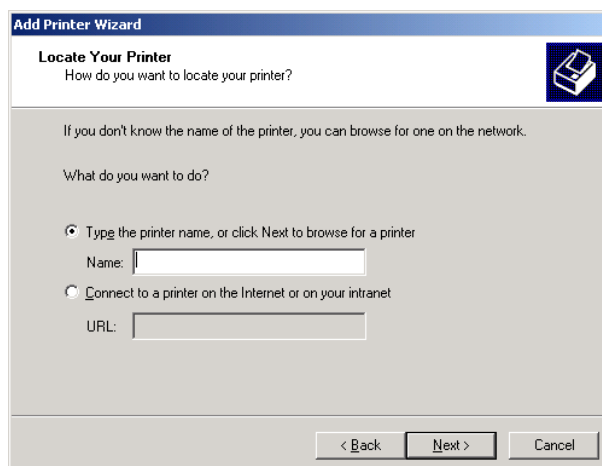 Add Printer Wizard
Locate Your Printer
How do you want to locate your printer?
If you don't know the name of the printer, you can browse for one on the network.
What do you want to do?
Type the printer name, or click Next to browse for a printer
Name:
Connect to a printer on the Internet or on your intranet
URL:
< Back Next > Cancel